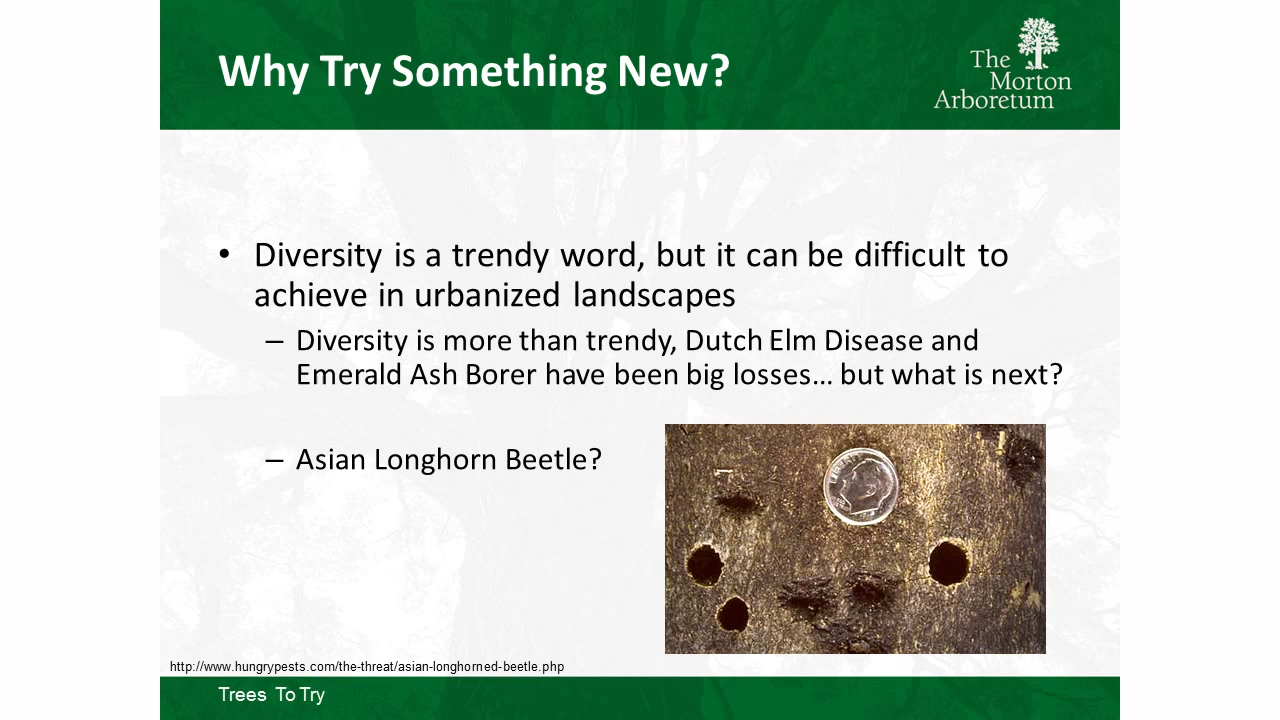 Why Try Something New?
The
Morton
Arboretum
• Diversity is a trendy word, but it can be difficult to
achieve in urbanized landscapes
– Diversity is more than trendy, Dutch Elm Disease and
Emerald Ash Borer have been big losses… but what is next?
– Asian Longhorn Beetle?
LIBERTY
http://www.hungrypests.com/the-threat/asian-longhorned-beetle.php
Trees To Try